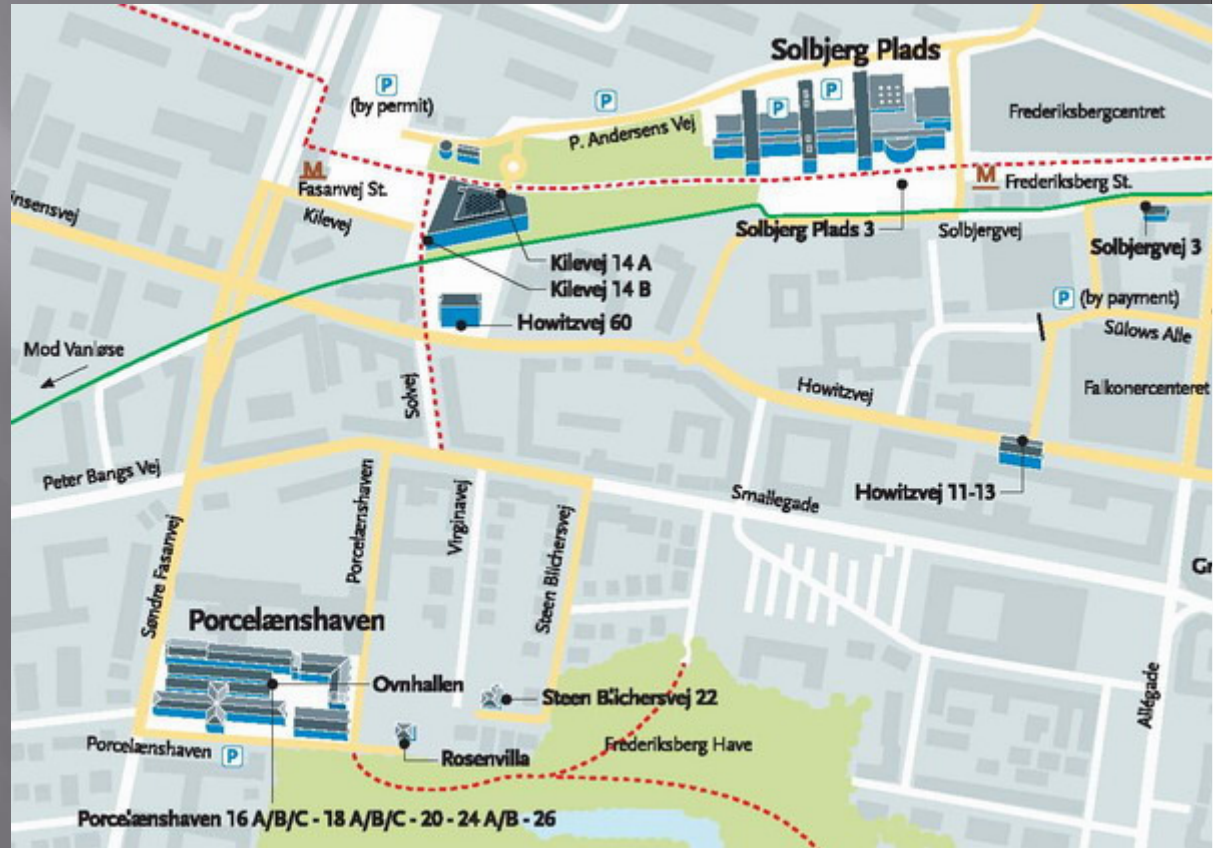 Solbjerg Plads
P
(by permit)
P
P
P
Frederiksbergcentret
P. Andersens Vej
M
Fasanvej St.
M
Frederiksberg St.
insensvej
Kilevej
Solbjerg Plads 3
Solbjergvej
Solbjergvej 3
Kilevej 14 A
Kilevej 14 B
P (by payment)
Howitzvej 60
Sülows Alle
Mod Vanløse
Howitzvej
Falkonercenteret
Solvej
Peter Bangs Vej
Porcelænshaven
Virginavej
Smallegade
Howitzvej 11-13
Steen Blichersvej
Søndre Fasanvej
Gr
Porcelænshaven
Ovnhallen
Steen Blichersvej 22
Allégade
Porcelænshaven P
Rosenvilla
Frederiksberg Have
Porcelænshaven 16 A/B/C - 18 A/B/C - 20 - 24 A/B - 26